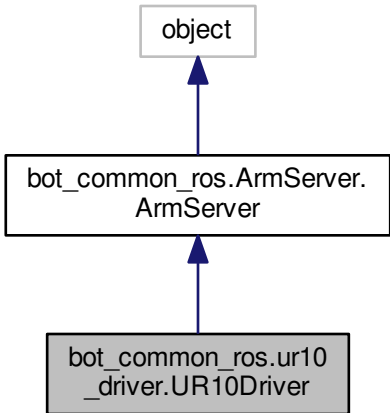 object
bot_common_ros.ArmServer.
ArmServer
bot_common_ros.ur10
_driver.UR10Driver